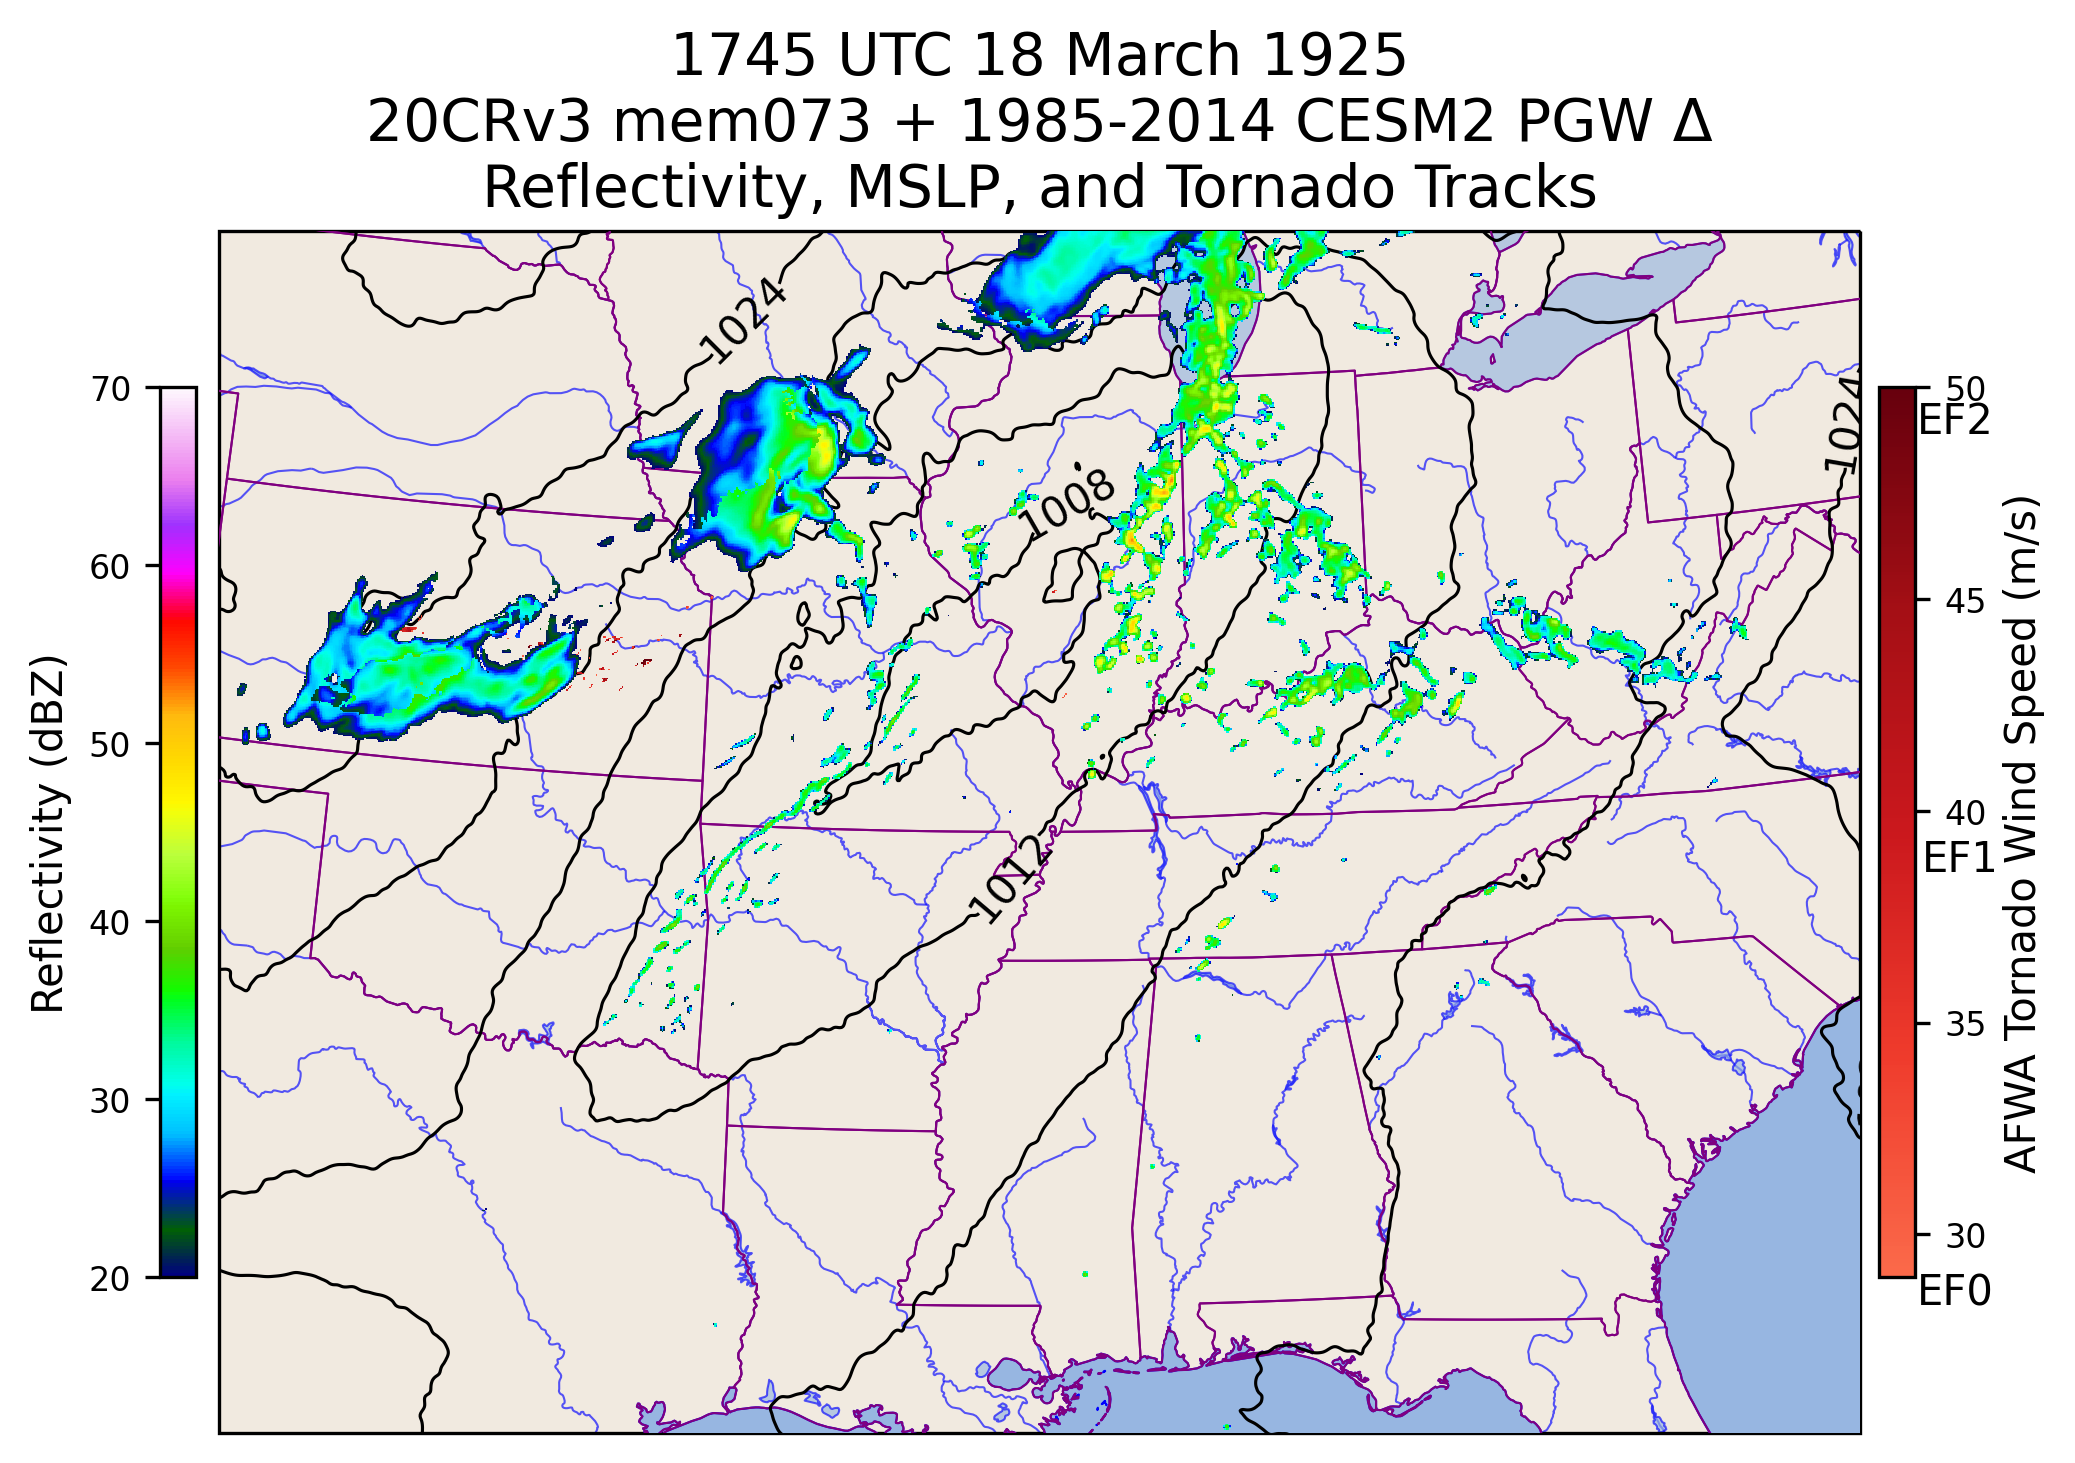 1745 UTC 18 March 1925
20CRv3 mem073 + 1985-2014 CESM2 PGW Δ
Reflectivity, MSLP, and Tornado Tracks
70
60
50
40
30
20
Reflectivity (dBZ)
1024
1008
1012
1024
50
EF2
45
40
EF1
35
30
EF0
AFWA Tornado Wind Speed (m/s)